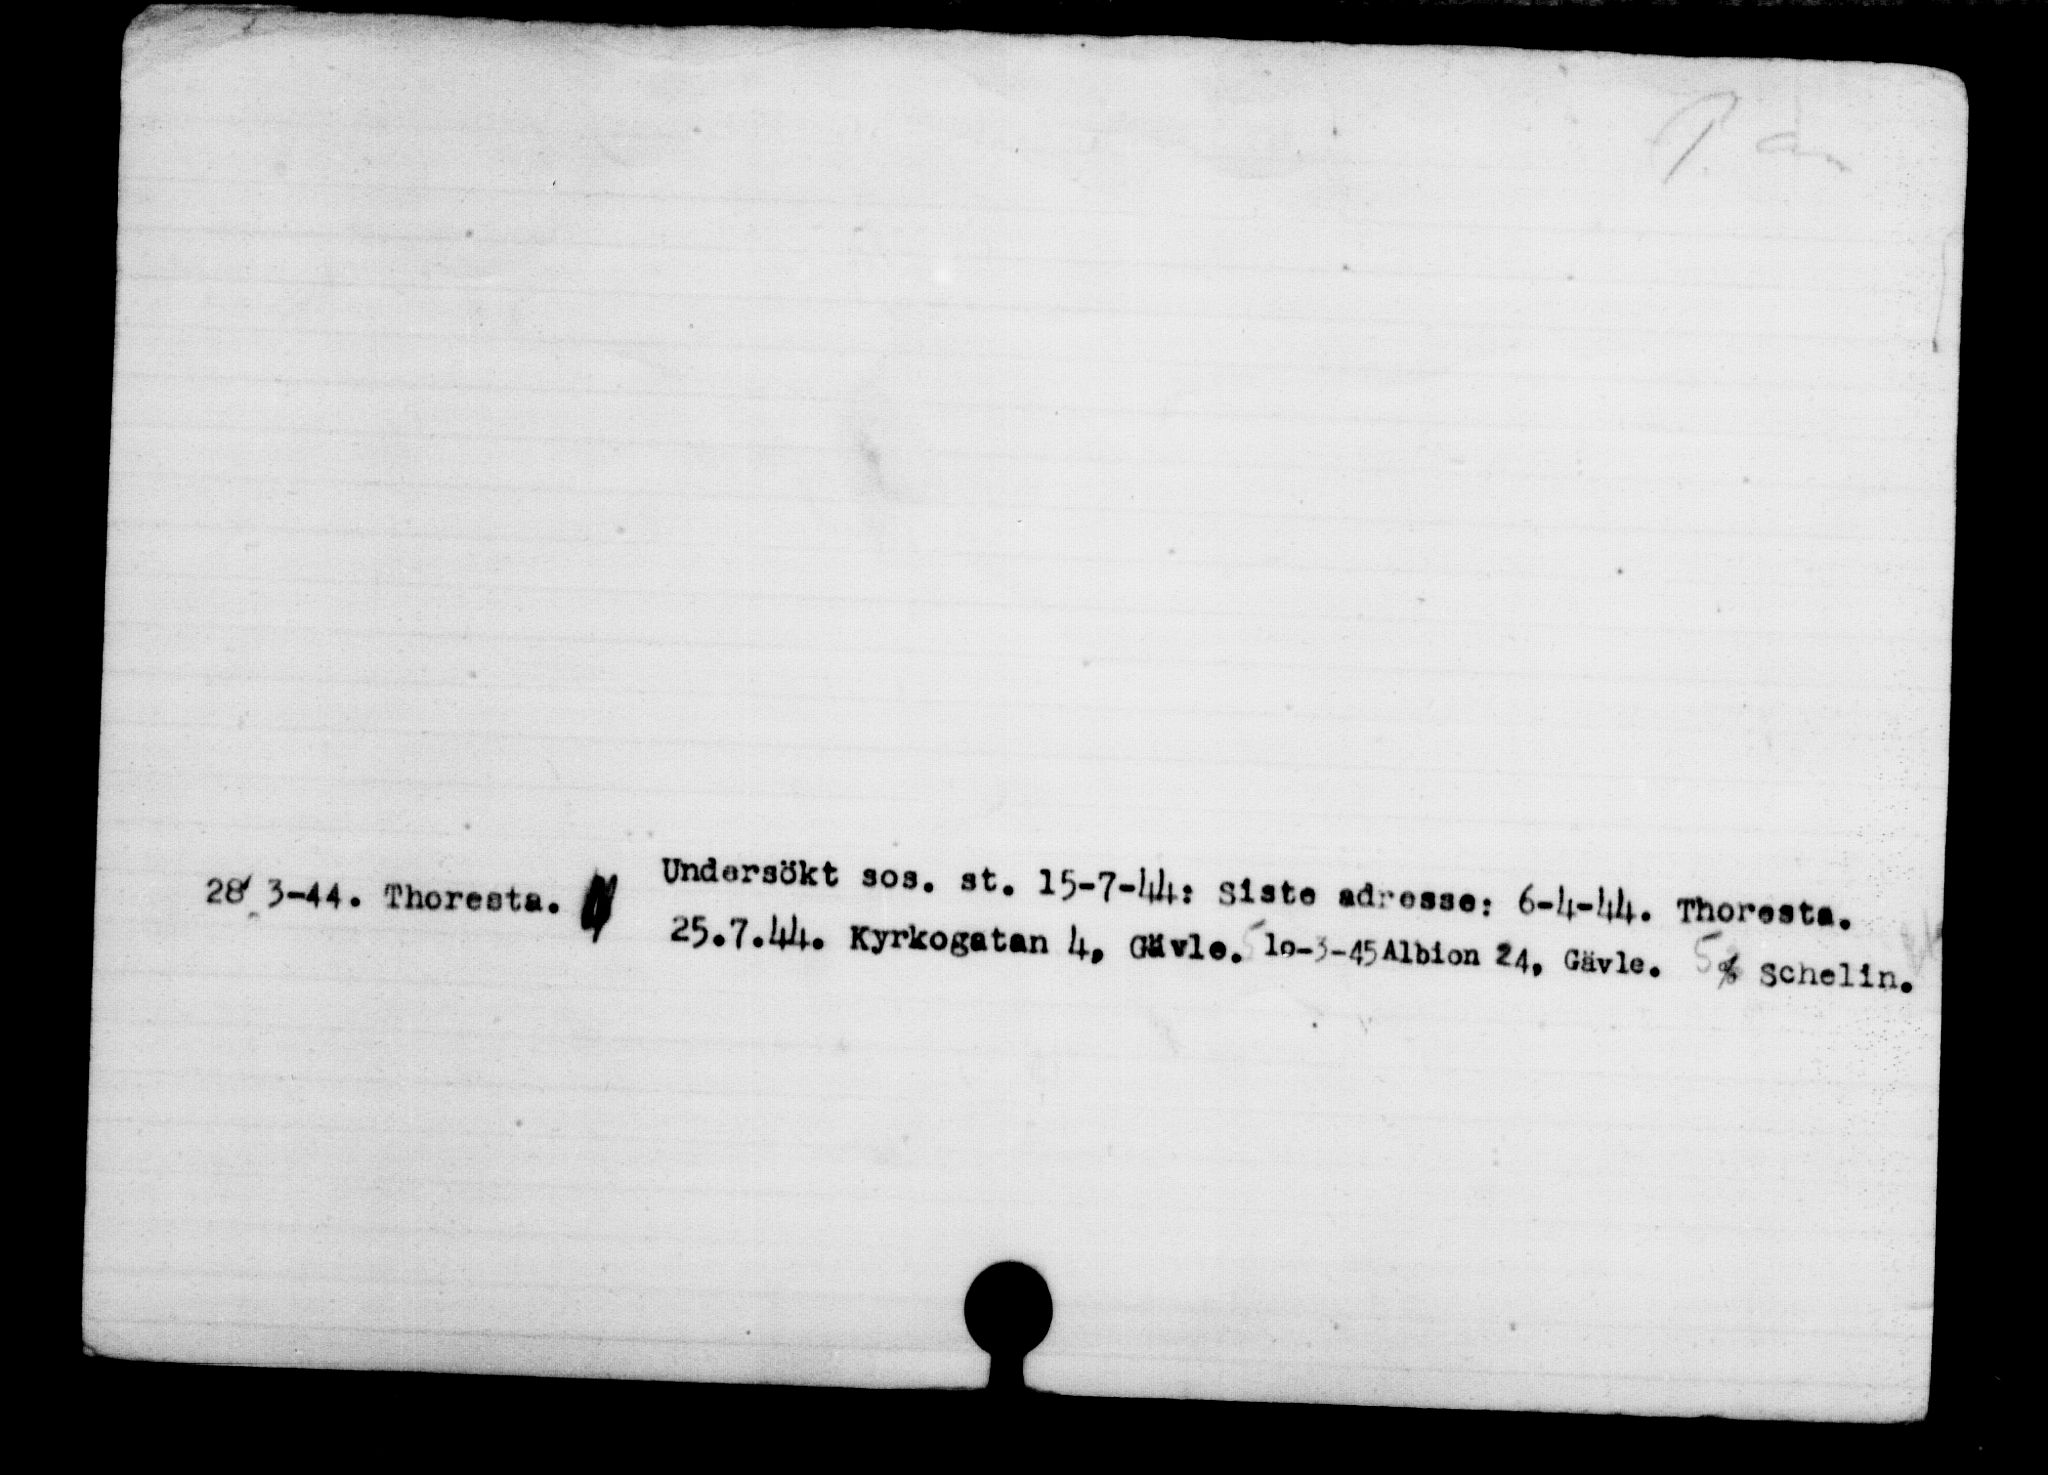 28 3-44. Thoresta. Undersökt sos. st. 15-7-44: Siste adresse: 6-4-44. Thoresta.
25.7.44. Kyrkogatan 4, Gävle. 10-3-45 Albion 24, Gävle. % Schelin.